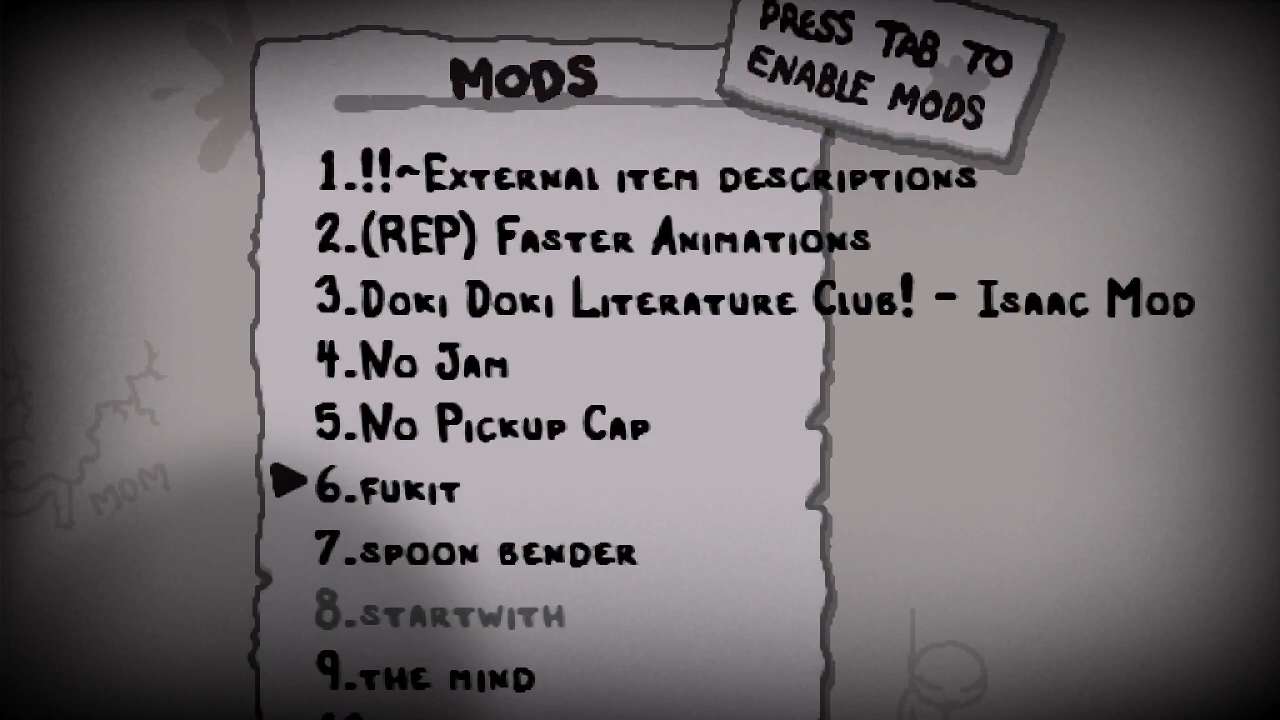 PRESS TAB TO
ENABLE MODS
MODS
1.!!~External item descriptions
2.(REP) Faster Animations
3.Doki Doki Literature Club! - Isaac Mod
4.No Jam
5.No Pickup Cap
6.fukit
7.spoon bender
8.startwith
9.the mind
MOM